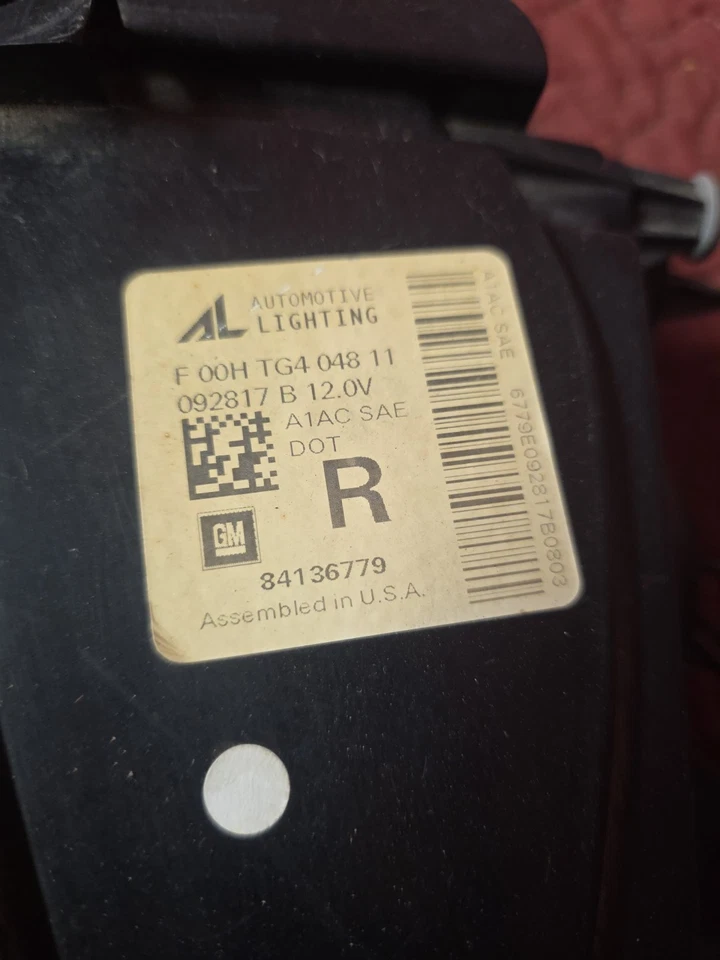 AL AUTOMOTIVE
LIGHTING
F 00H TG4 048 11
092817 B 12.0V
A1AC SAE
DOT
R
GM
84136779
Assembled in U.S.A.
A1AC SAE 6779E092817B0803